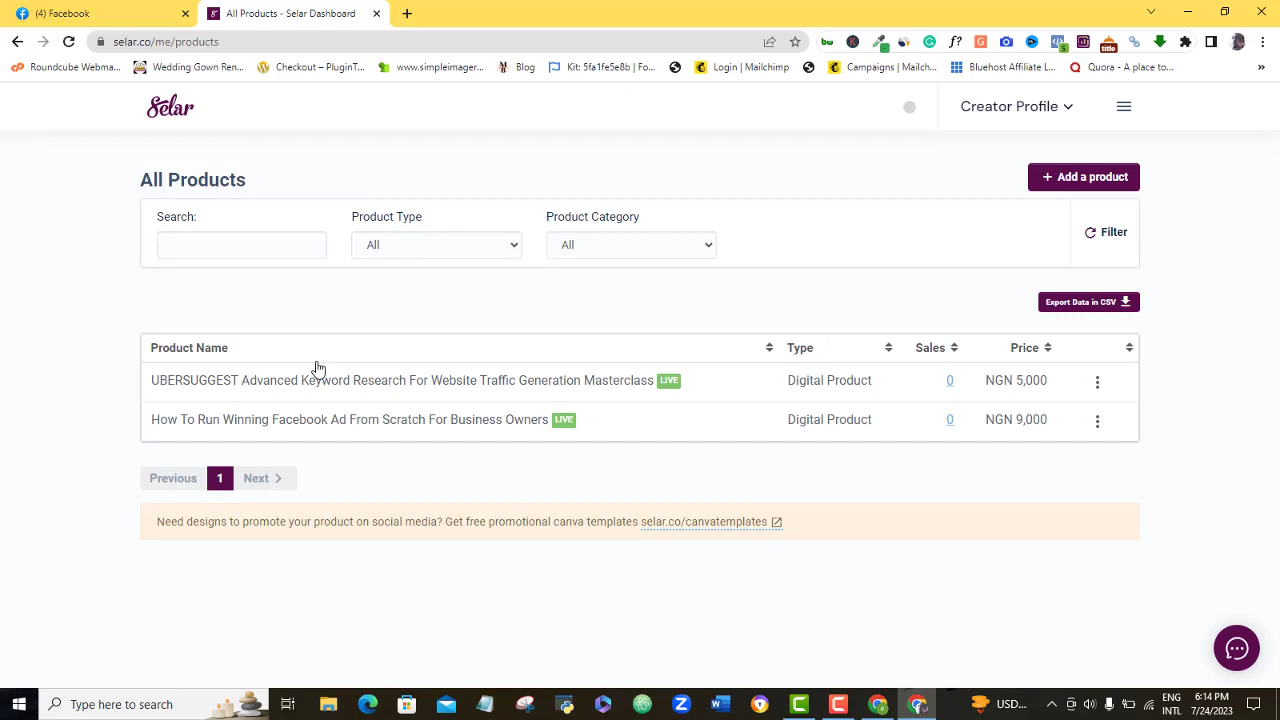 (4) Facebook
All Products - Selar Dashboard
selar.co/me/products
Roundcube Webma...
Wedding Gown Ren...
Checkout – PluginT...
www.simpleimager...
Blog
Kit: 5fa1fe5e8b | Fo...
Login | Mailchimp
Campaigns | Mailch...
Bluehost Affiliate L...
Quora - A place to...
Selar
Creator Profile
All Products
+ Add a product
Search:
Product Type
Product Category
All
All
Filter
Export Data in CSV
Product Name
Type
Sales
Price
UBERSUGGEST Advanced Keyword Research For Website Traffic Generation Masterclass LIVE
Digital Product
0
NGN 5,000
How To Run Winning Facebook Ad From Scratch For Business Owners LIVE
Digital Product
0
NGN 9,000
Previous
1
Next
Need designs to promote your product on social media? Get free promotional canva templates selar.co/canvatemplates
Type here to search
USD...
ENG
INTL
6:14 PM
7/24/2023